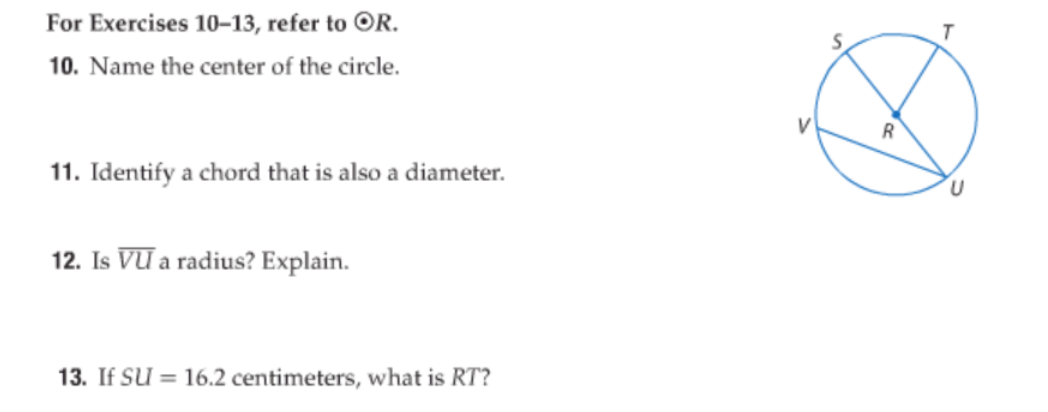 For Exercises 10–13, refer to ⊙R.
10. Name the center of the circle.
S
T
V
R
11. Identify a chord that is also a diameter.
U
12. Is V̅U̅ a radius? Explain.
13. If SU = 16.2 centimeters, what is RT?